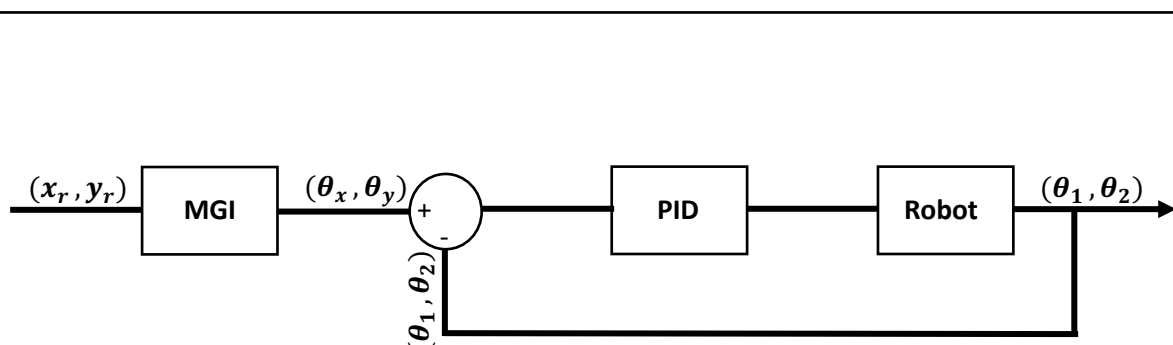 (x_r, y_r)
MGI
(θ_x, θ_y)
+
-
PID
Robot
(θ_1, θ_2)
(θ_1, θ_2)